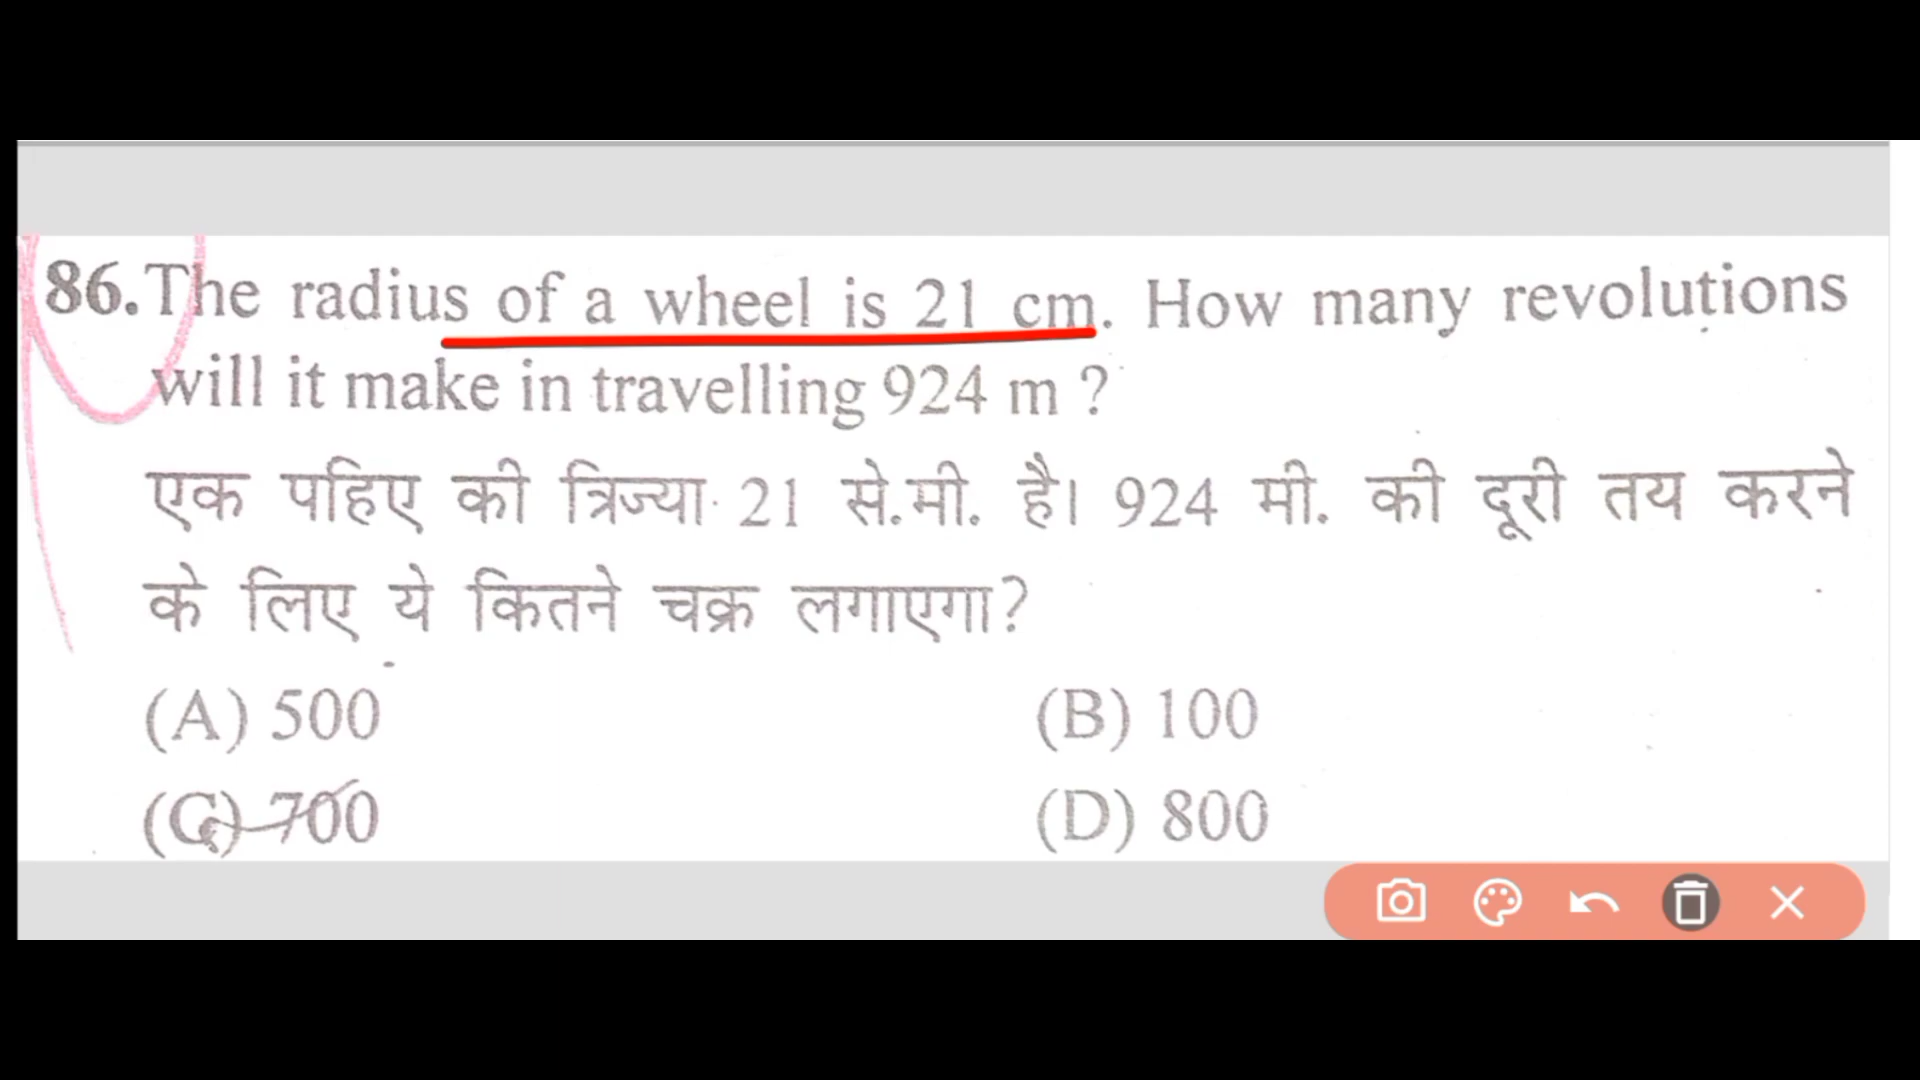 86. The radius of a wheel is 21 cm. How many revolutions
will it make in travelling 924 m ?
एक पहिए की त्रिज्या 21 से.मी. है। 924 मी. की दूरी तय करने
के लिए ये कितने चक्र लगाएगा?
(A) 500 (B) 100
(C) 700 (D) 800